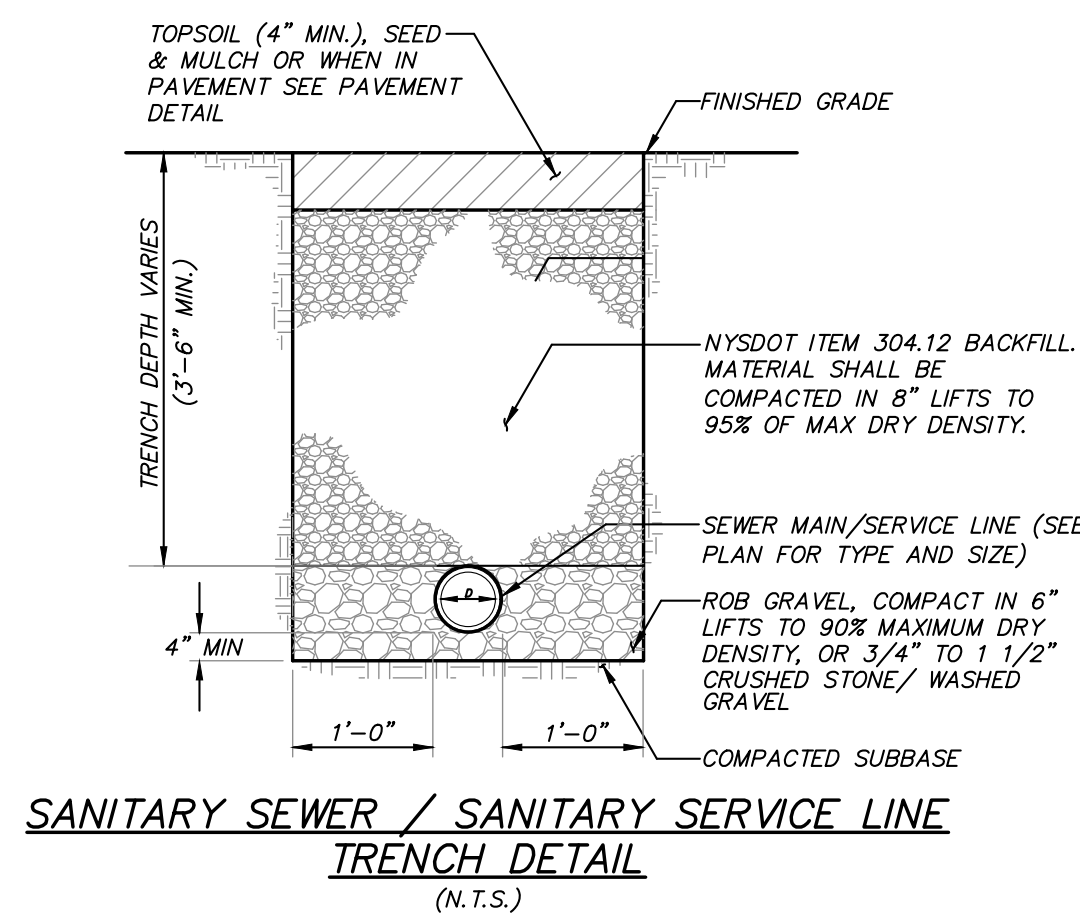 TOPSOIL (4" MIN.), SEED
& MULCH OR WHEN IN
PAVEMENT SEE PAVEMENT
DETAIL
FINISHED GRADE
TRENCH DEPTH VARIES
(3'-6" MIN.)
NYSDOT ITEM 304.12 BACKFILL.
MATERIAL SHALL BE
COMPACTED IN 8" LIFTS TO
95% OF MAX DRY DENSITY.
SEWER MAIN/SERVICE LINE (SEE
PLAN FOR TYPE AND SIZE)
D
ROB GRAVEL, COMPACT IN 6"
LIFTS TO 90% MAXIMUM DRY
DENSITY, OR 3/4" TO 1 1/2"
CRUSHED STONE/ WASHED
GRAVEL
4" MIN
1'-0"
1'-0"
COMPACTED SUBBASE
SANITARY SEWER / SANITARY SERVICE LINE
TRENCH DETAIL
(N.T.S.)